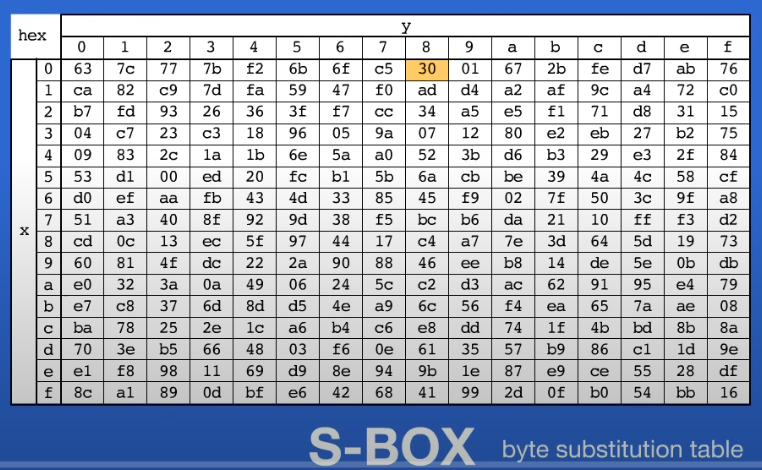 hex y
0 1 2 3 4 5 6 7 8 9 a b c d e f
0 63 7c 77 7b f2 6b 6f c5 30 01 67 2b fe d7 ab 76
1 ca 82 c9 7d fa 59 47 f0 ad d4 a2 af 9c a4 72 c0
2 b7 fd 93 26 36 3f f7 cc 34 a5 e5 f1 71 d8 31 15
3 04 c7 23 c3 18 96 05 9a 07 12 80 e2 eb 27 b2 75
4 09 83 2c 1a 1b 6e 5a a0 52 3b d6 b3 29 e3 2f 84
5 53 d1 00 ed 20 fc b1 5b 6a cb be 39 4a 4c 58 cf
6 d0 ef aa fb 43 4d 33 85 45 f9 02 7f 50 3c 9f a8
x 7 51 a3 40 8f 92 9d 38 f5 bc b6 da 21 10 ff f3 d2
8 cd 0c 13 ec 5f 97 44 17 c4 a7 7e 3d 64 5d 19 73
9 60 81 4f dc 22 2a 90 88 46 ee b8 14 de 5e 0b db
a e0 32 3a 0a 49 06 24 5c c2 d3 ac 62 91 95 e4 79
b e7 c8 37 6d 8d d5 4e a9 6c 56 f4 ea 65 7a ae 08
c ba 78 25 2e 1c a6 b4 c6 e8 dd 74 1f 4b bd 8b 8a
d 70 3e b5 66 48 03 f6 0e 61 35 57 b9 86 c1 1d 9e
e e1 f8 98 11 69 d9 8e 94 9b 1e 87 e9 ce 55 28 df
f 8c a1 89 0d bf e6 42 68 41 99 2d 0f b0 54 bb 16
S-BOX byte substitution table